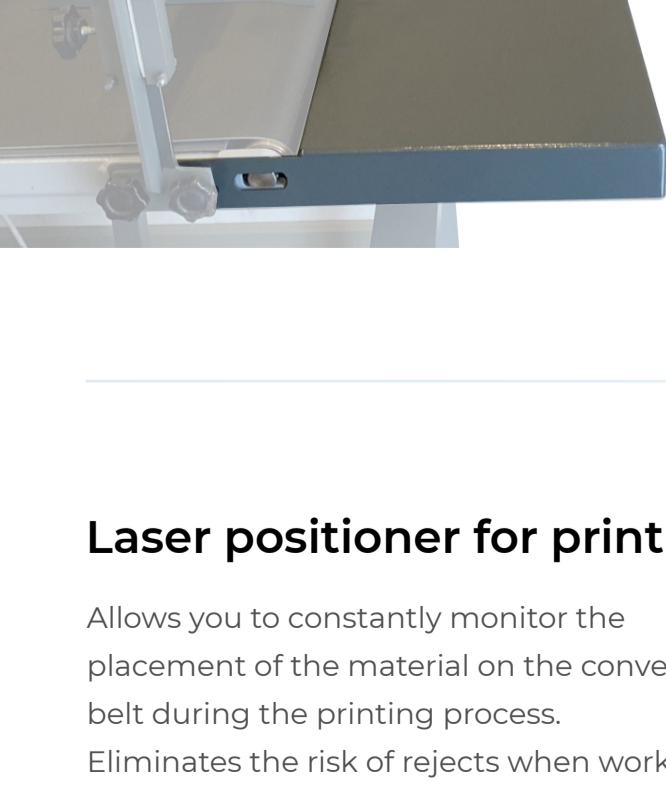 Laser positioner for print
Allows you to constantly monitor the
placement of the material on the conve
belt during the printing process.
Eliminates the risk of rejects when work